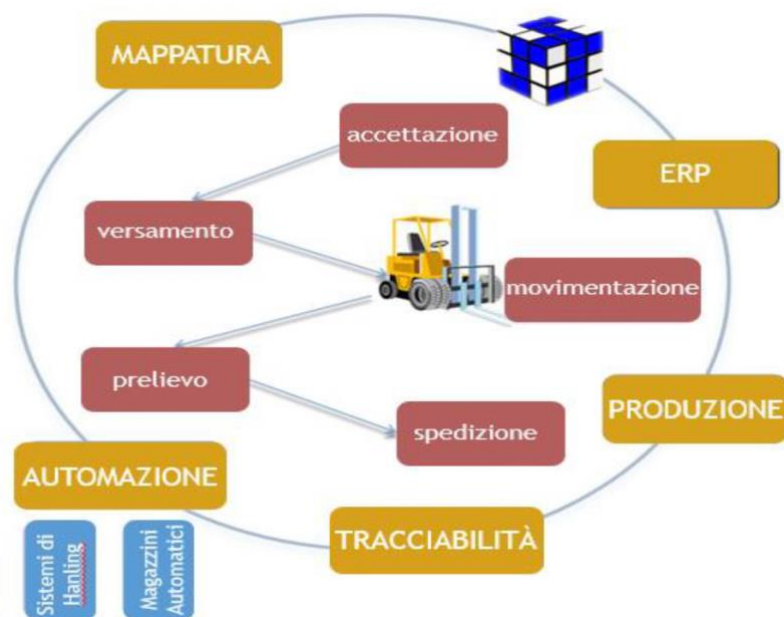 MAPPATURA
accettazione
ERP
versamento
movimentazione
prelievo
PRODUZIONE
spedizione
AUTOMAZIONE
TRACCIABILITÀ
Sistemi di
Hanling
Magazzini
Automatici